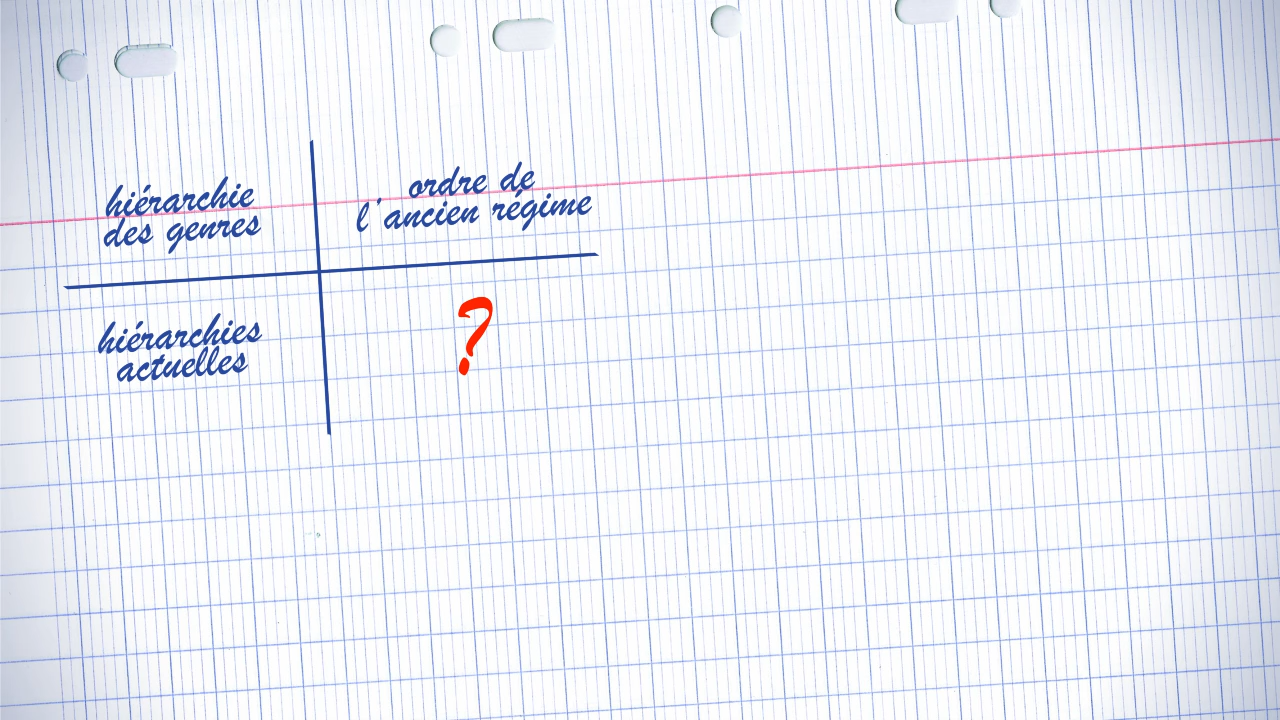 hiérarchie
des genres
ordre de
l'ancien régime
hiérarchies
actuelles
?